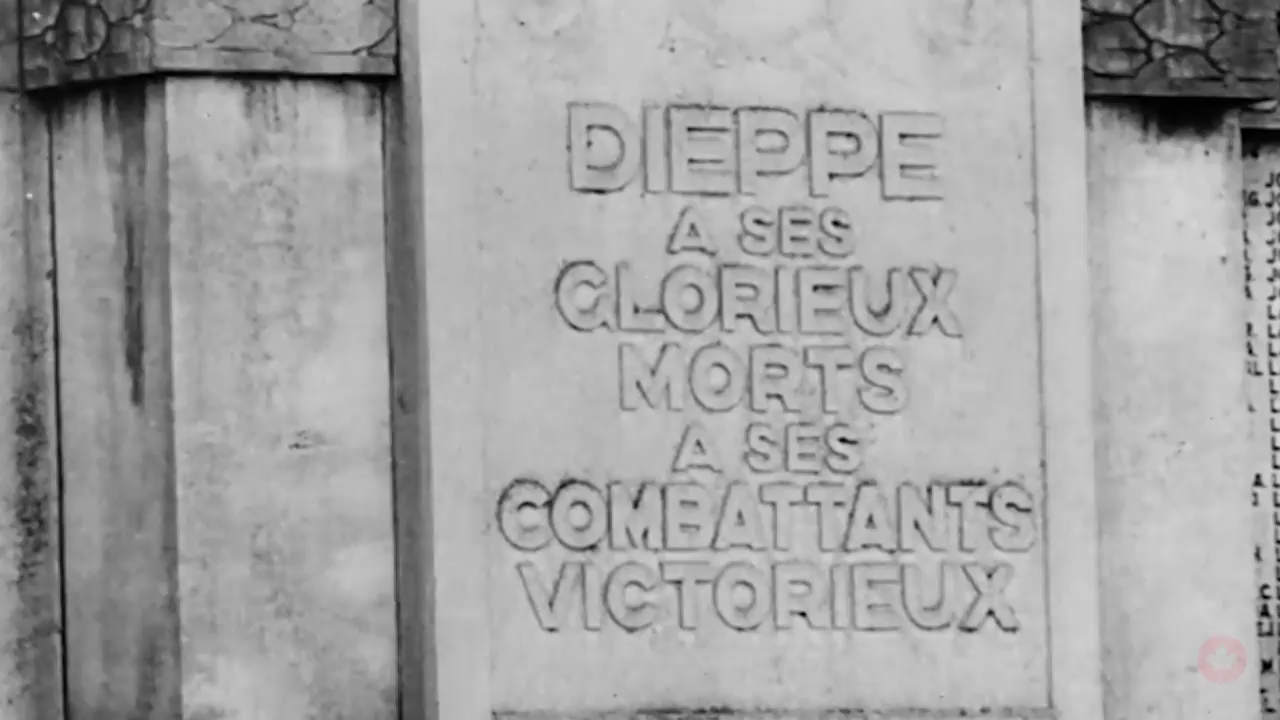 DIEPPE
A SES
GLORIEUX
MORTS
A SES
COMBATTANTS
VICTORIEUX